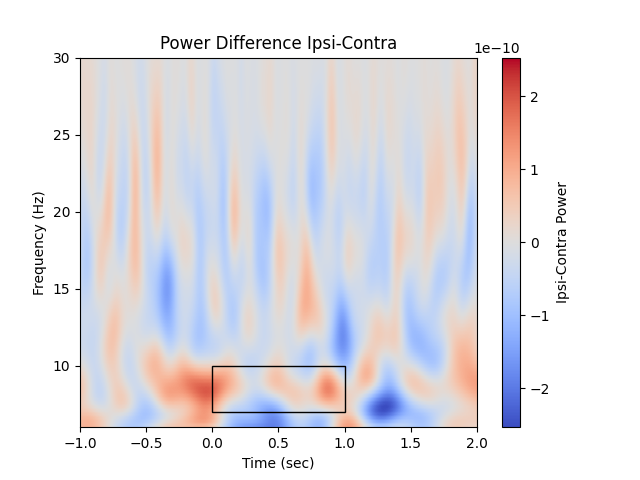 Power Difference Ipsi-Contra
1e−10
30
25
20
15
10
Frequency (Hz)
−1.0 −0.5 0.0 0.5 1.0 1.5 2.0
Time (sec)
2
1
0
−1
−2
Ipsi-Contra Power